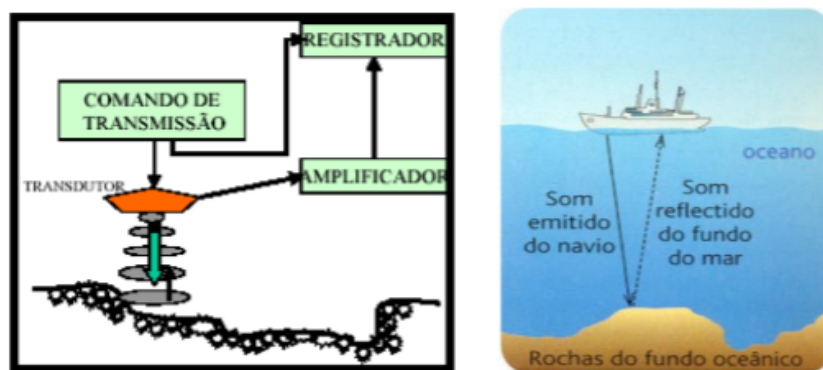 REGISTRADOR
COMANDO DE
TRANSMISSÃO
TRANSDUTOR
AMPLIFICADOR
oceano
Som
emitido
do navio
Som
reflectido
do fundo
do mar
Rochas do fundo oceânico